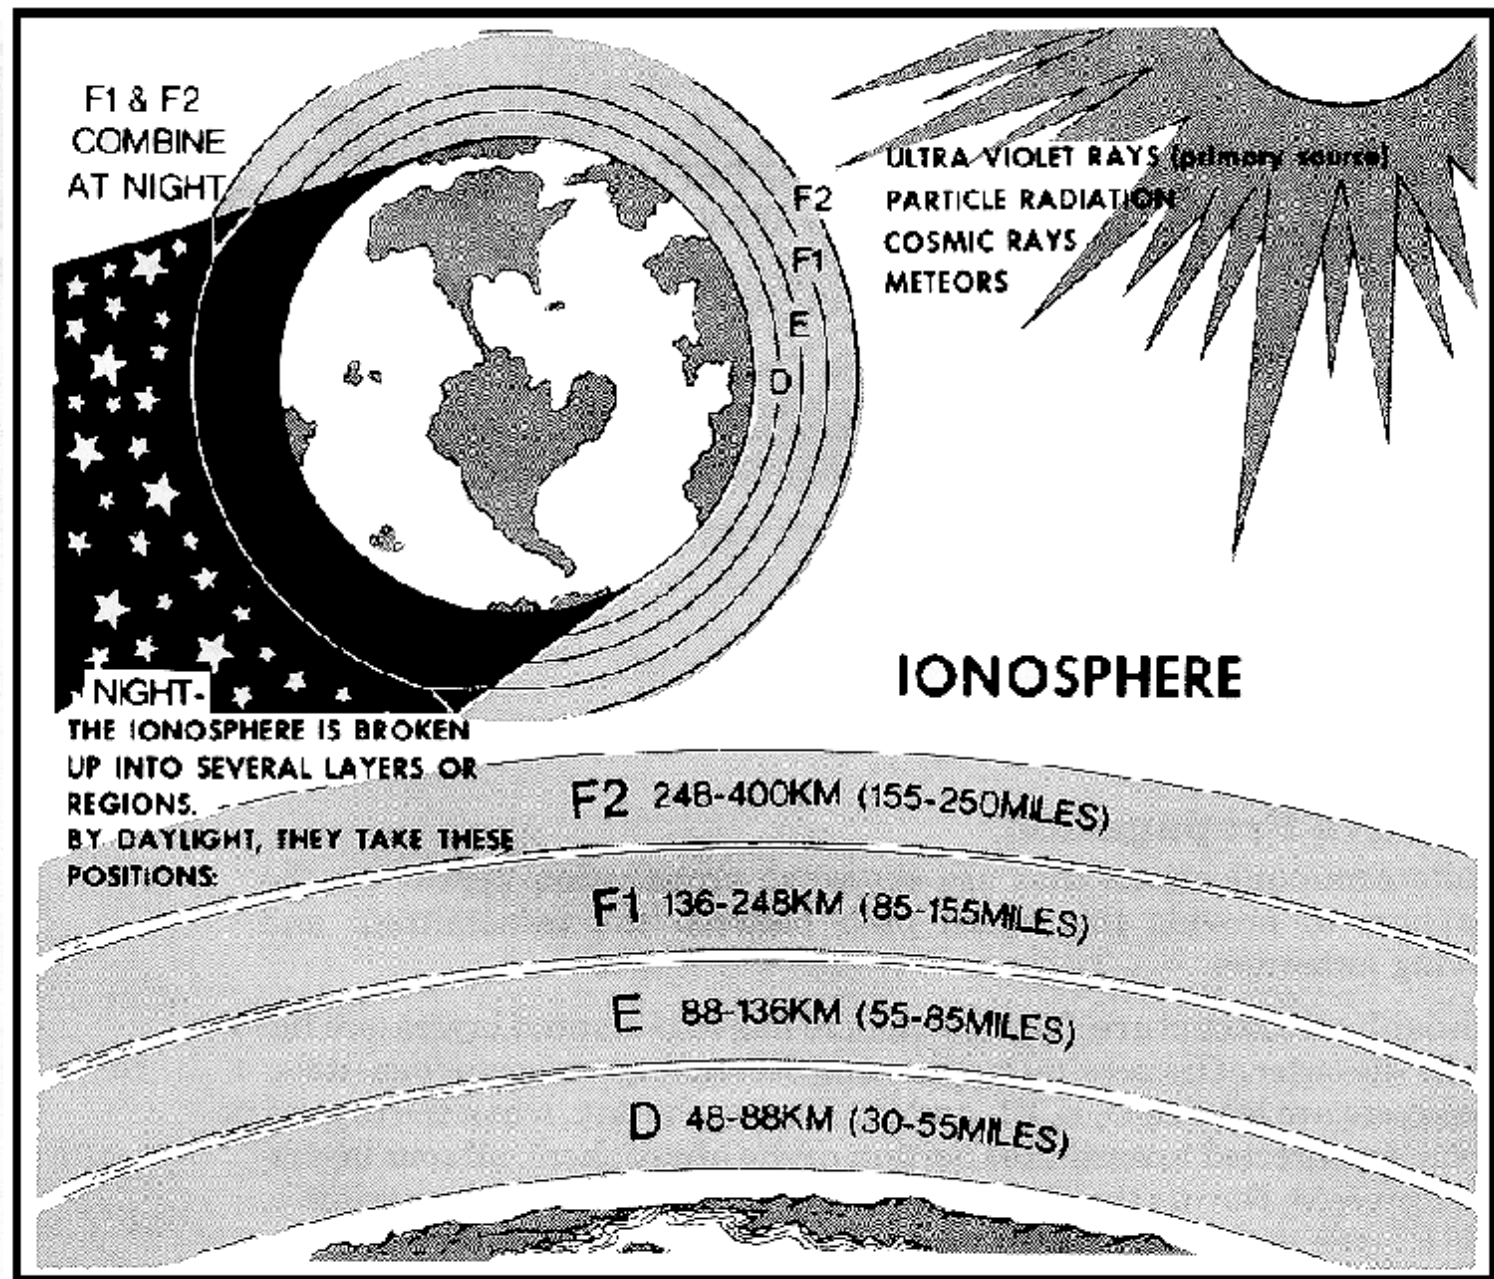 F1 & F2
COMBINE
AT NIGHT
ULTRA VIOLET RAYS (primary source)
PARTICLE RADIATION
COSMIC RAYS
METEORS
F2
F1
E
D
IONOSPHERE
NIGHT-
THE IONOSPHERE IS BROKEN
UP INTO SEVERAL LAYERS OR
REGIONS.
BY DAYLIGHT, THEY TAKE THESE
POSITIONS:
F2 248-400KM (155-250MILES)
F1 136-248KM (85-155MILES)
E 88-136KM (55-85MILES)
D 48-88KM (30-55MILES)